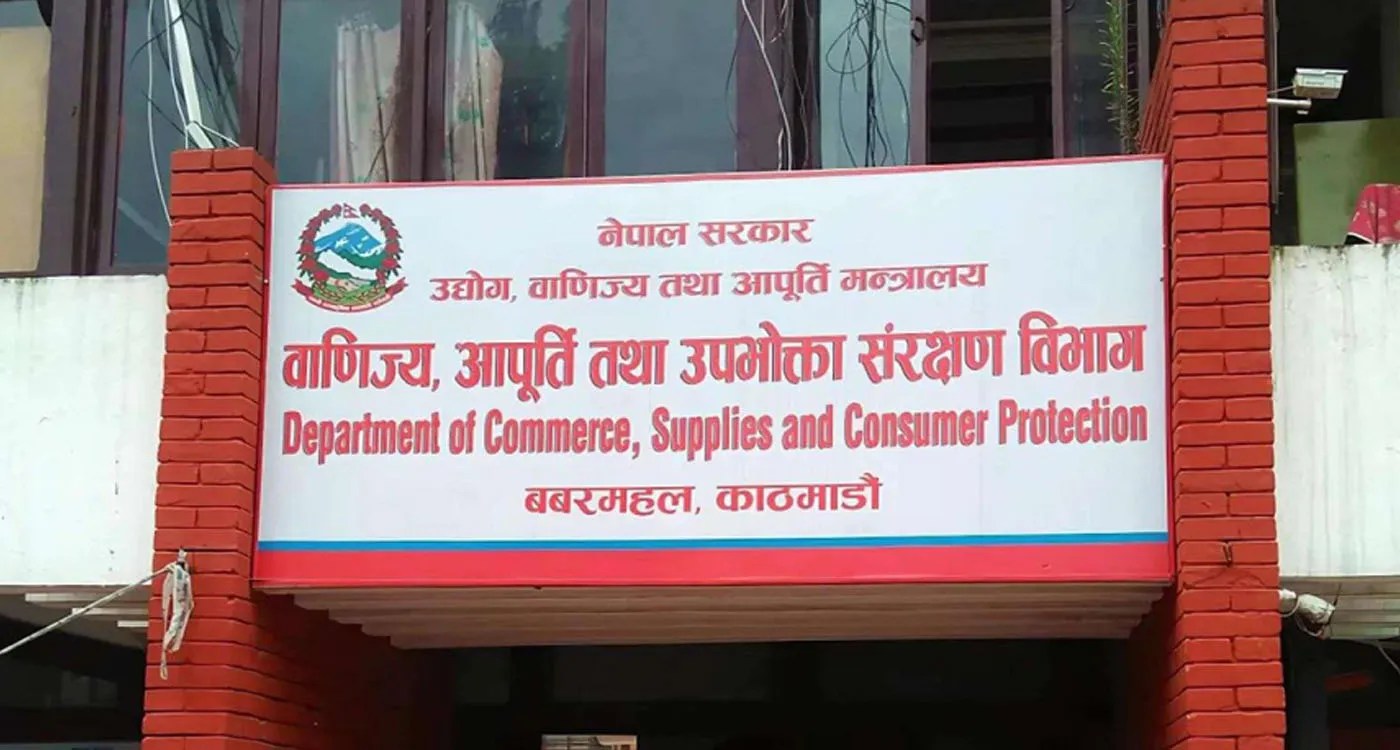 नेपाल सरकार
उद्योग, वाणिज्य तथा आपूर्ति मन्त्रालय
वाणिज्य, आपूर्ति तथा उपभोक्ता संरक्षण विभाग
Department of Commerce, Supplies and Consumer Protection
बबरमहल, काठमाडौं